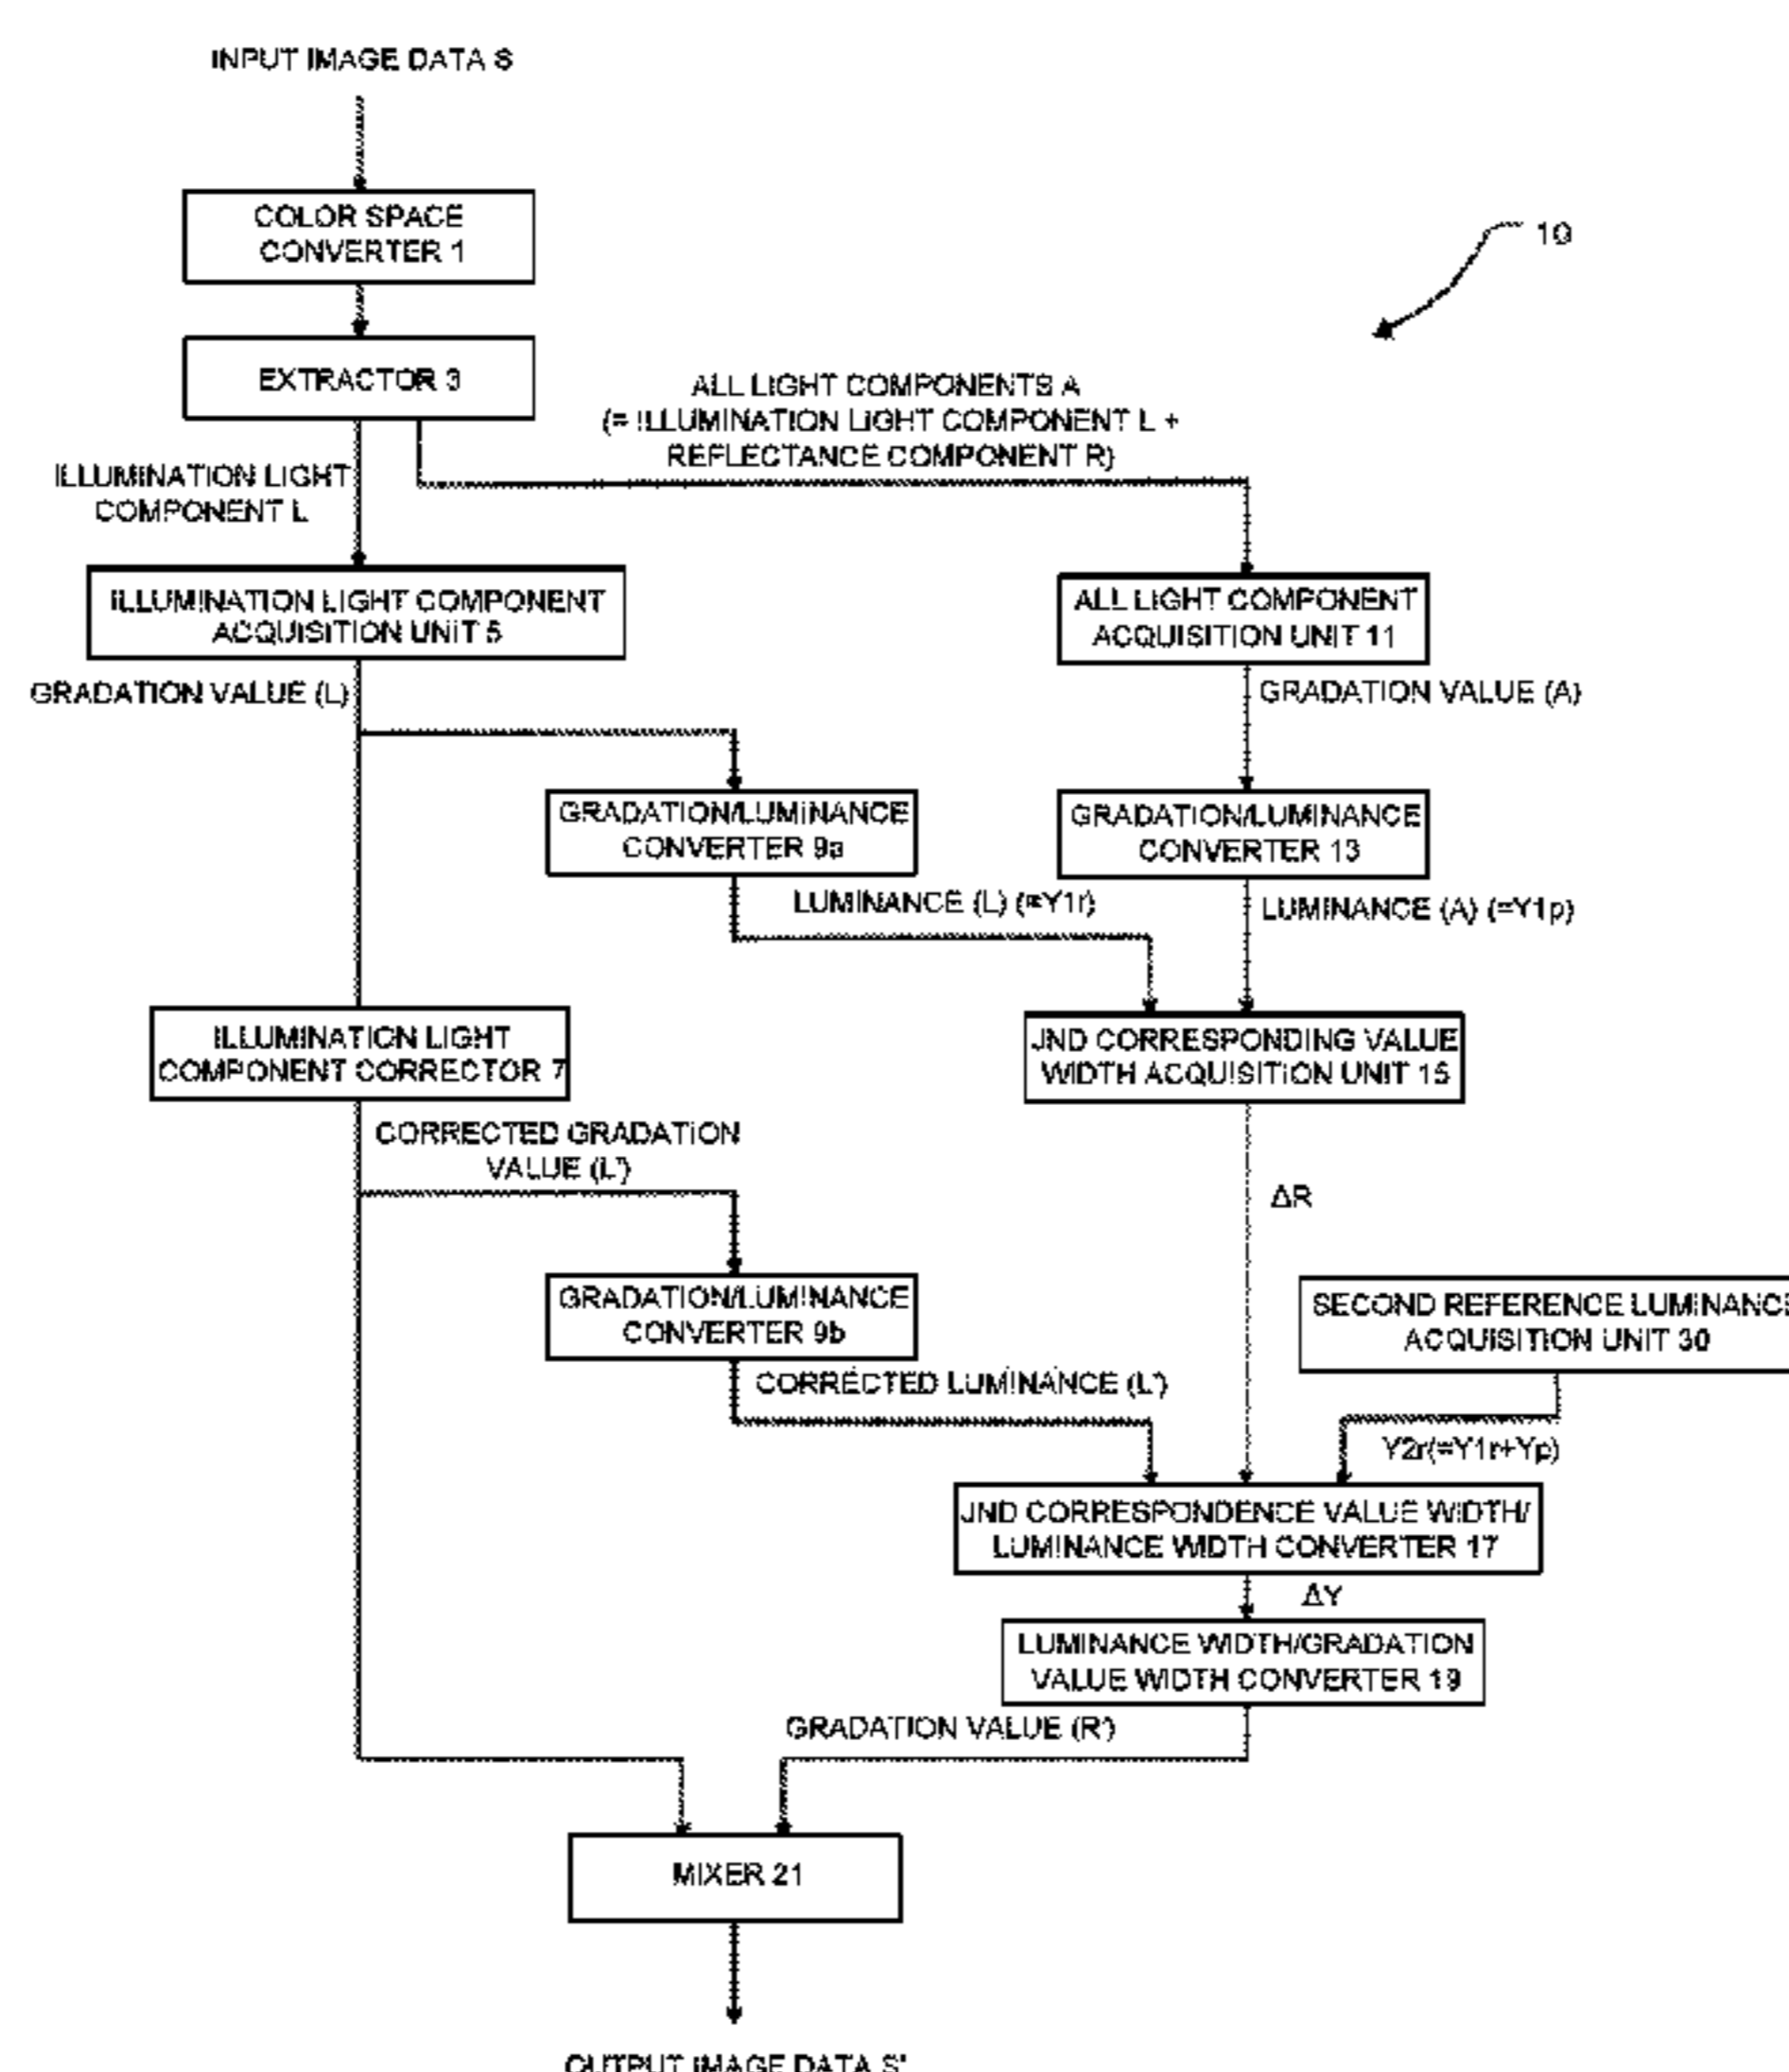 INPUT IMAGE DATA S
COLOR SPACE
CONVERTER 1
10
EXTRACTOR 3
ALL LIGHT COMPONENTS A
(= ILLUMINATION LIGHT COMPONENT L +
REFLECTANCE COMPONENT R)
ILLUMINATION LIGHT
COMPONENT L
ILLUMINATION LIGHT COMPONENT
ACQUISITION UNIT 5
ALL LIGHT COMPONENT
ACQUISITION UNIT 11
GRADATION VALUE (L)
GRADATION VALUE (A)
GRADATION/LUMINANCE
CONVERTER 9a
GRADATION/LUMINANCE
CONVERTER 13
LUMINANCE (L) (=Y1r)
LUMINANCE (A) (=Y1p)
ILLUMINATION LIGHT
COMPONENT CORRECTOR 7
JND CORRESPONDING VALUE
WIDTH ACQUISITION UNIT 15
CORRECTED GRADATION
VALUE (L')
ΔR
GRADATION/LUMINANCE
CONVERTER 9b
SECOND REFERENCE LUMINANCE
ACQUISITION UNIT 30
CORRECTED LUMINANCE (L')
Y2r(=Y1r+Yp)
JND CORRESPONDENCE VALUE WIDTH/
LUMINANCE WIDTH CONVERTER 17
ΔY
LUMINANCE WIDTH/GRADATION
VALUE WIDTH CONVERTER 19
GRADATION VALUE (R')
MIXER 21
OUTPUT IMAGE DATA S'